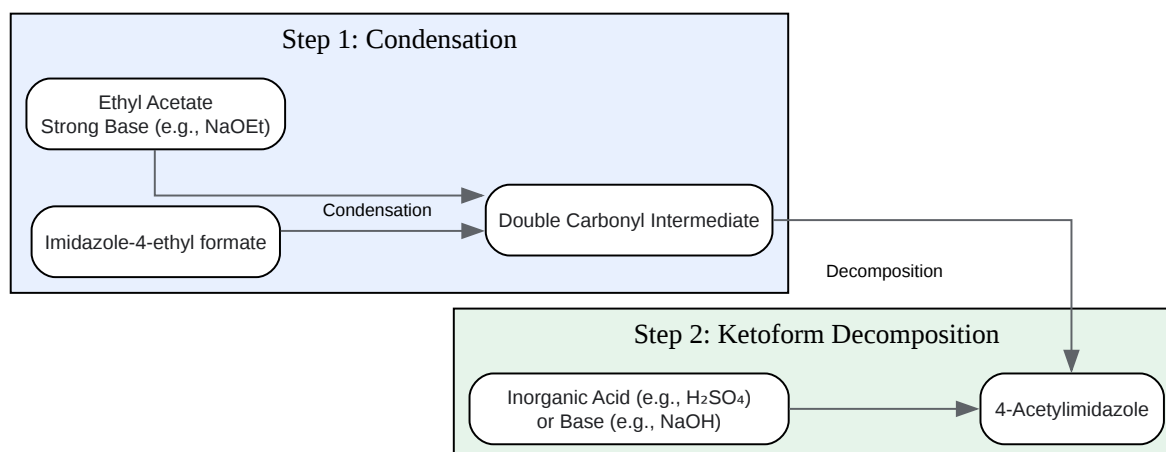 Step 1: Condensation
Ethyl Acetate
Strong Base (e.g., NaOEt)
Condensation
Imidazole-4-ethyl formate
Double Carbonyl Intermediate
Decomposition
Step 2: Ketoform Decomposition
Inorganic Acid (e.g., H₂SO₄)
or Base (e.g., NaOH)
4-Acetylimidazole